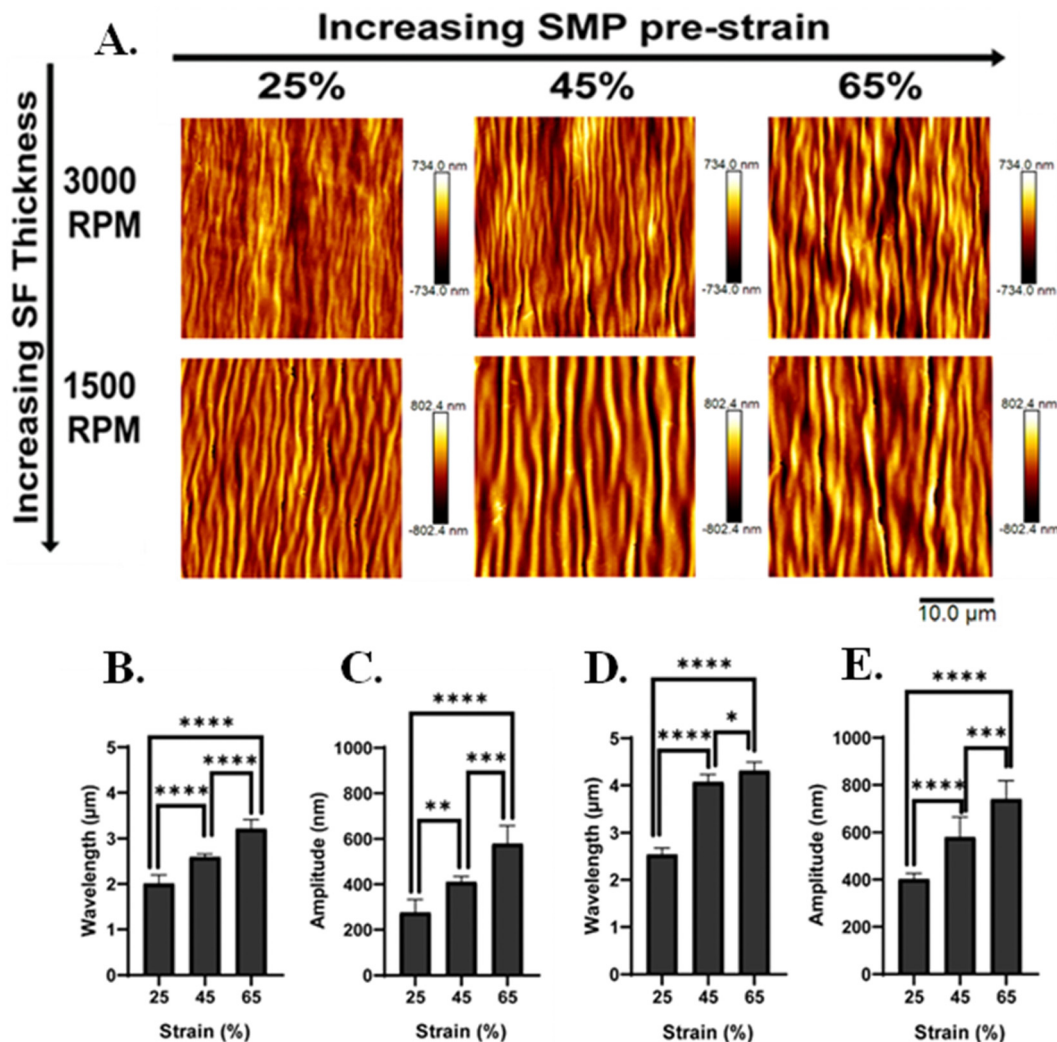 A.
Increasing SMP pre-strain
25%
45%
65%
Increasing SF Thickness
3000
RPM
734.0 nm
-734.0 nm
734.0 nm
-734.0 nm
734.0 nm
-734.0 nm
1500
RPM
802.4 nm
-802.4 nm
802.4 nm
-802.4 nm
802.4 nm
-802.4 nm
10.0 µm
B.
****
****
****
Wavelength (µm)
5
4
3
2
1
0
25 45 65
Strain (%)
C.
****
***
**
Amplitude (nm)
1000
800
600
400
200
0
25 45 65
Strain (%)
D.
****
*
****
Wavelength (µm)
5
4
3
2
1
0
25 45 65
Strain (%)
E.
****
***
****
Amplitude (nm)
1000
800
600
400
200
0
25 45 65
Strain (%)